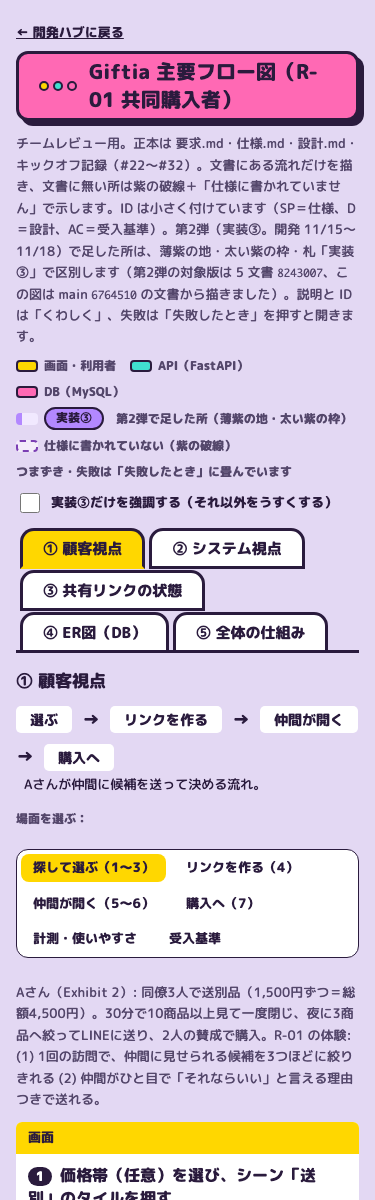 ← 開発ハブに戻る
Giftia 主要フロー図（R-
01 共同購入者）
チームレビュー用。正本は 要求.md・仕様.md・設計.md・
キックオフ記録（#22〜#32）。文書にある流れだけを描
き、文書に無い所は紫の破線＋「仕様に書かれていませ
ん」で示します。ID は小さく付けています（SP＝仕様、D
＝設計、AC＝受入基準）。第2弾（実装③。開発 11/15〜
11/18）で足した所は、薄紫の地・太い紫の枠・札「実装
③」で区別します（第2弾の対象版は 5 文書 8243007、こ
の図は main 6764510 の文書から描きました）。説明と ID
は「くわしく」、失敗は「失敗したとき」を押すと開きま
す。
画面・利用者 API（FastAPI）
DB（MySQL）
実装③ 第2弾で足した所（薄紫の地・太い紫の枠）
仕様に書かれていない（紫の破線）
つまずき・失敗は「失敗したとき」に畳んでいます
実装③だけを強調する（それ以外をうすくする）
① 顧客視点 ② システム視点
③ 共有リンクの状態
④ ER図（DB） ⑤ 全体の仕組み
① 顧客視点
選ぶ → リンクを作る → 仲間が開く
→ 購入へ
Aさんが仲間に候補を送って決める流れ。
場面を選ぶ：
探して選ぶ（1〜3） リンクを作る（4）
仲間が開く（5〜6） 購入へ（7）
計測・使いやすさ 受入基準
Aさん（Exhibit 2）: 同僚3人で送別品（1,500円ずつ＝総
額4,500円）。30分で10商品以上見て一度閉じ、夜に3商
品へ絞ってLINEに送り、2人の賛成で購入。R-01 の体験:
(1) 1回の訪問で、仲間に見せられる候補を3つほどに絞り
きれる (2) 仲間がひと目で「それならいい」と言える理由
つきで送れる。
画面
1 価格帯（任意）を選び、シーン「送
別」のタイルを押す